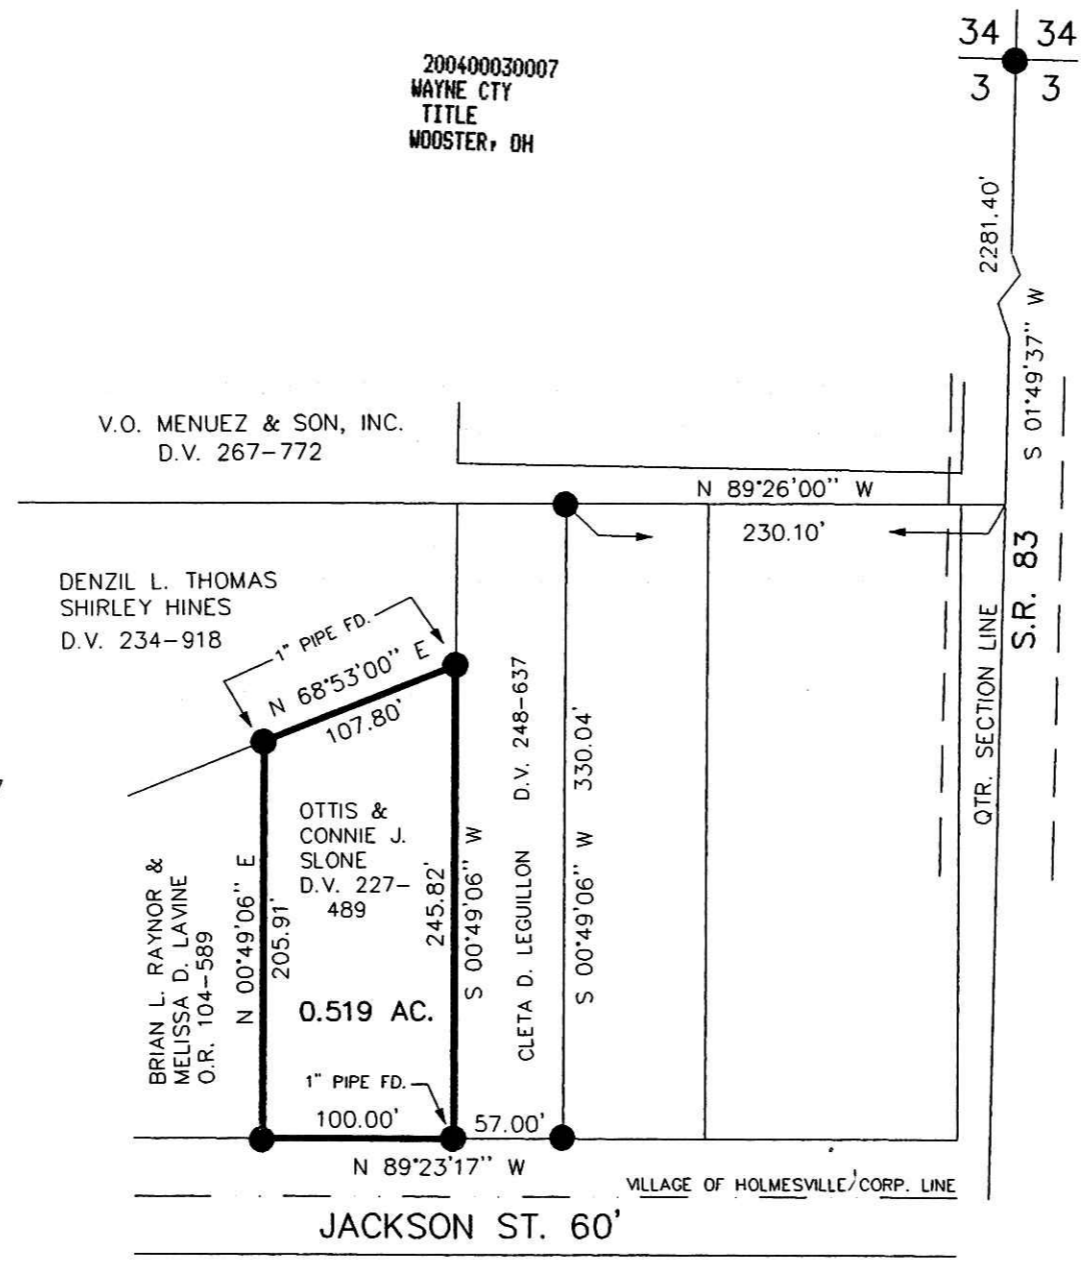 34 34
3 3
200400030007
WAYNE CTY
TITLE
WOOSTER, OH
2281.40'
S 01°49'37" W
V.O. MENUEZ & SON, INC.
D.V. 267-772
N 89°26'00" W
230.10'
S.R. 83
QTR. SECTION LINE
DENZIL L. THOMAS
SHIRLEY HINES
D.V. 234-918
1" PIPE FD.
N 68°53'00" E
107.80'
OTTIS &
CONNIE J.
SLONE
D.V. 227-
489
0.519 AC.
BRIAN L. RAYNOR &
MELISSA D. LAVINE
O.R. 104-589
N 00°49'06" E
205.91'
245.82'
S 00°49'06" W
CLETA D. LEGUILLON D.V. 248-637
S 00°49'06" W 330.04'
1" PIPE FD.
100.00'
57.00'
N 89°23'17" W
VILLAGE OF HOLMESVILLE CORP. LINE
JACKSON ST. 60'